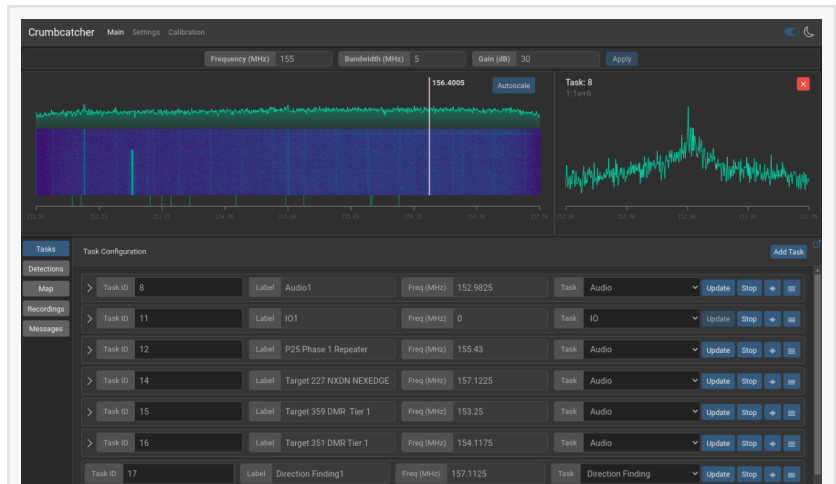 Crumbcatcher Main Settings Calibration
Frequency (MHz) 155 Bandwidth (MHz) 5 Gain (dB) 30 Apply
156.4005 Autoscale
Task: 8
1:1e+6
Tasks
Detections
Map
Recordings
Messages
Task Configuration Add Task
Task ID 8 Label Audio1 Freq (MHz) 152.9825 Task Audio Update Stop
Task ID 11 Label IO1 Freq (MHz) 0 Task IO Update Stop
Task ID 12 Label P25 Phase 1 Repeater Freq (MHz) 155.43 Task Audio Update Stop
Task ID 14 Label Target 227 NXDN NEXEDGE Freq (MHz) 157.1225 Task Audio Update Stop
Task ID 15 Label Target 359 DMR Tier 1 Freq (MHz) 153.25 Task Audio Update Stop
Task ID 16 Label Target 351 DMR Tier 1 Freq (MHz) 154.1175 Task Audio Update Stop
Task ID 17 Label Direction Finding1 Freq (MHz) 157.1125 Task Direction Finding Update Stop